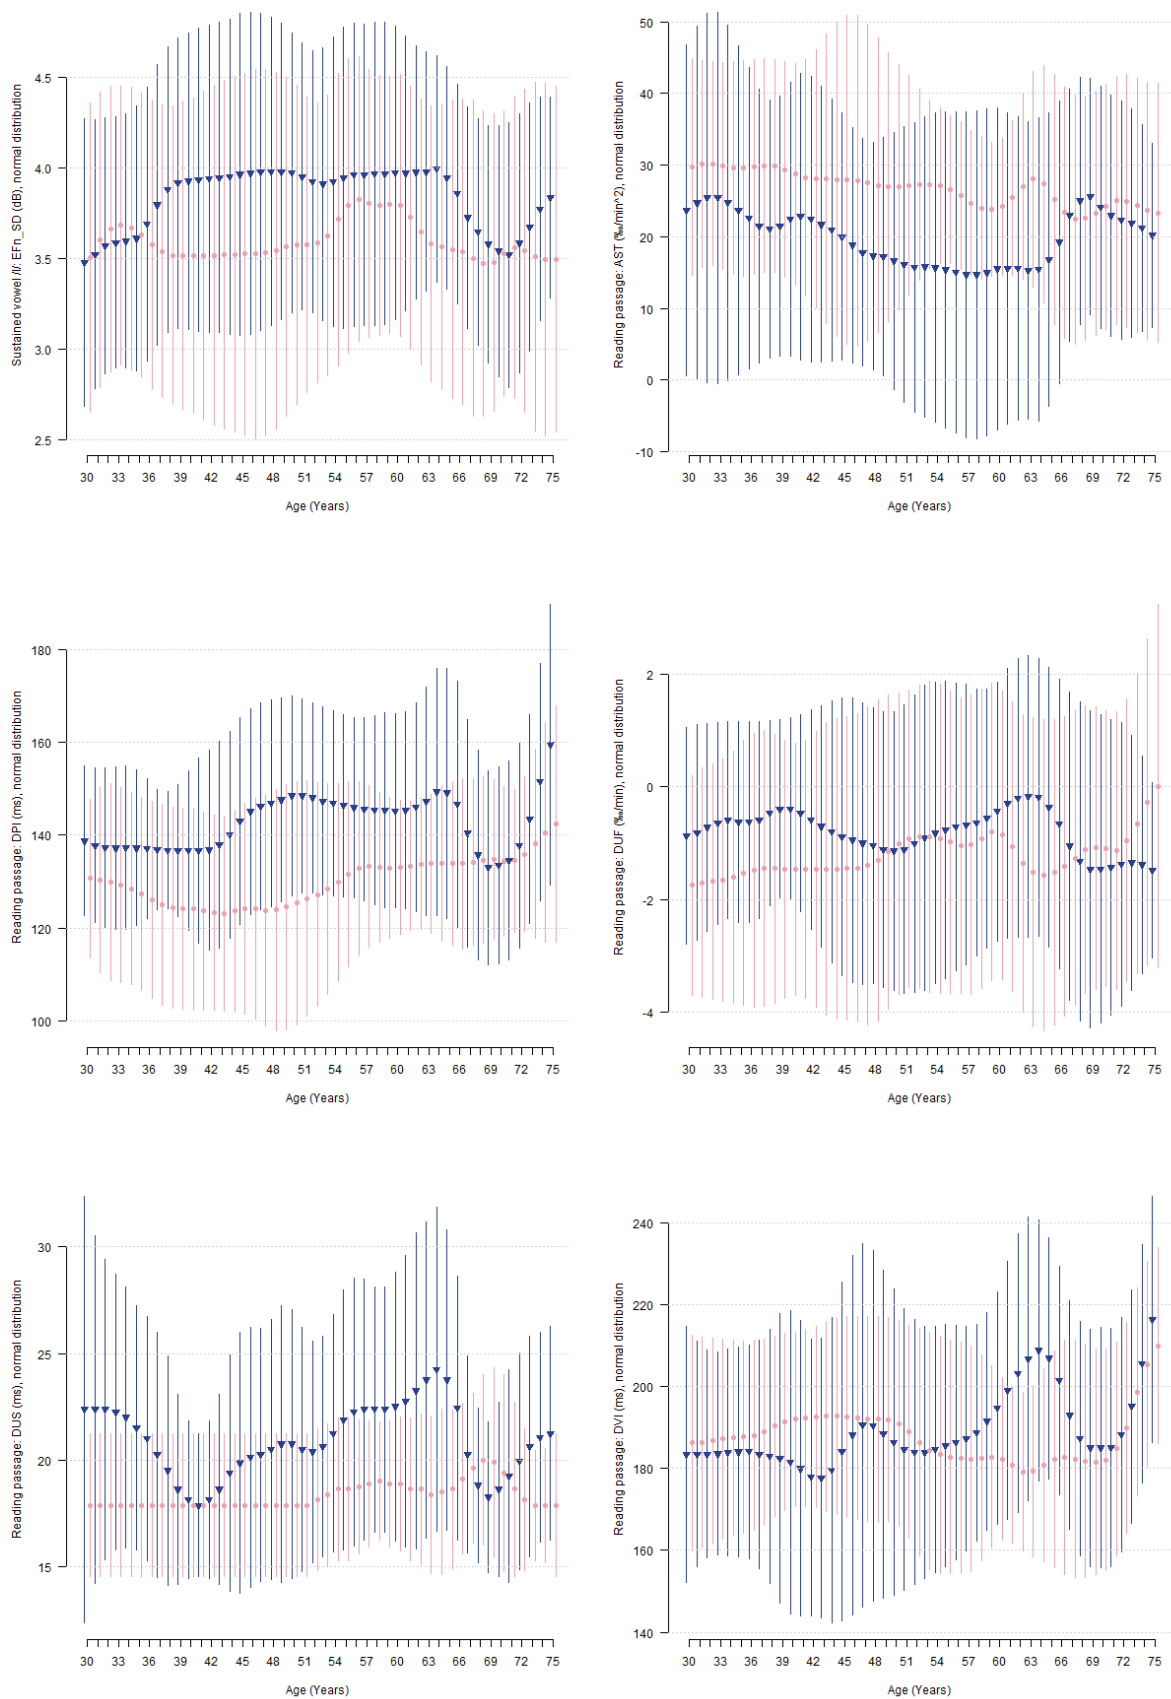 Sustained vowel /i/: EFn_SD (dB), normal distribution
4.5
4.0
3.5
3.0
2.5
30 33 36 39 42 45 48 51 54 57 60 63 66 69 72 75
Age (Years)
Reading passage: AST (‰/min^2), normal distribution
50
40
30
20
10
0
-10
30 33 36 39 42 45 48 51 54 57 60 63 66 69 72 75
Age (Years)
Reading passage: DPI (ms), normal distribution
180
160
140
120
100
30 33 36 39 42 45 48 51 54 57 60 63 66 69 72 75
Age (Years)
Reading passage: DUF (‰/min), normal distribution
2
0
-2
-4
30 33 36 39 42 45 48 51 54 57 60 63 66 69 72 75
Age (Years)
Reading passage: DUS (ms), normal distribution
30
25
20
15
30 33 36 39 42 45 48 51 54 57 60 63 66 69 72 75
Age (Years)
Reading passage: DVI (ms), normal distribution
240
220
200
180
160
140
30 33 36 39 42 45 48 51 54 57 60 63 66 69 72 75
Age (Years)